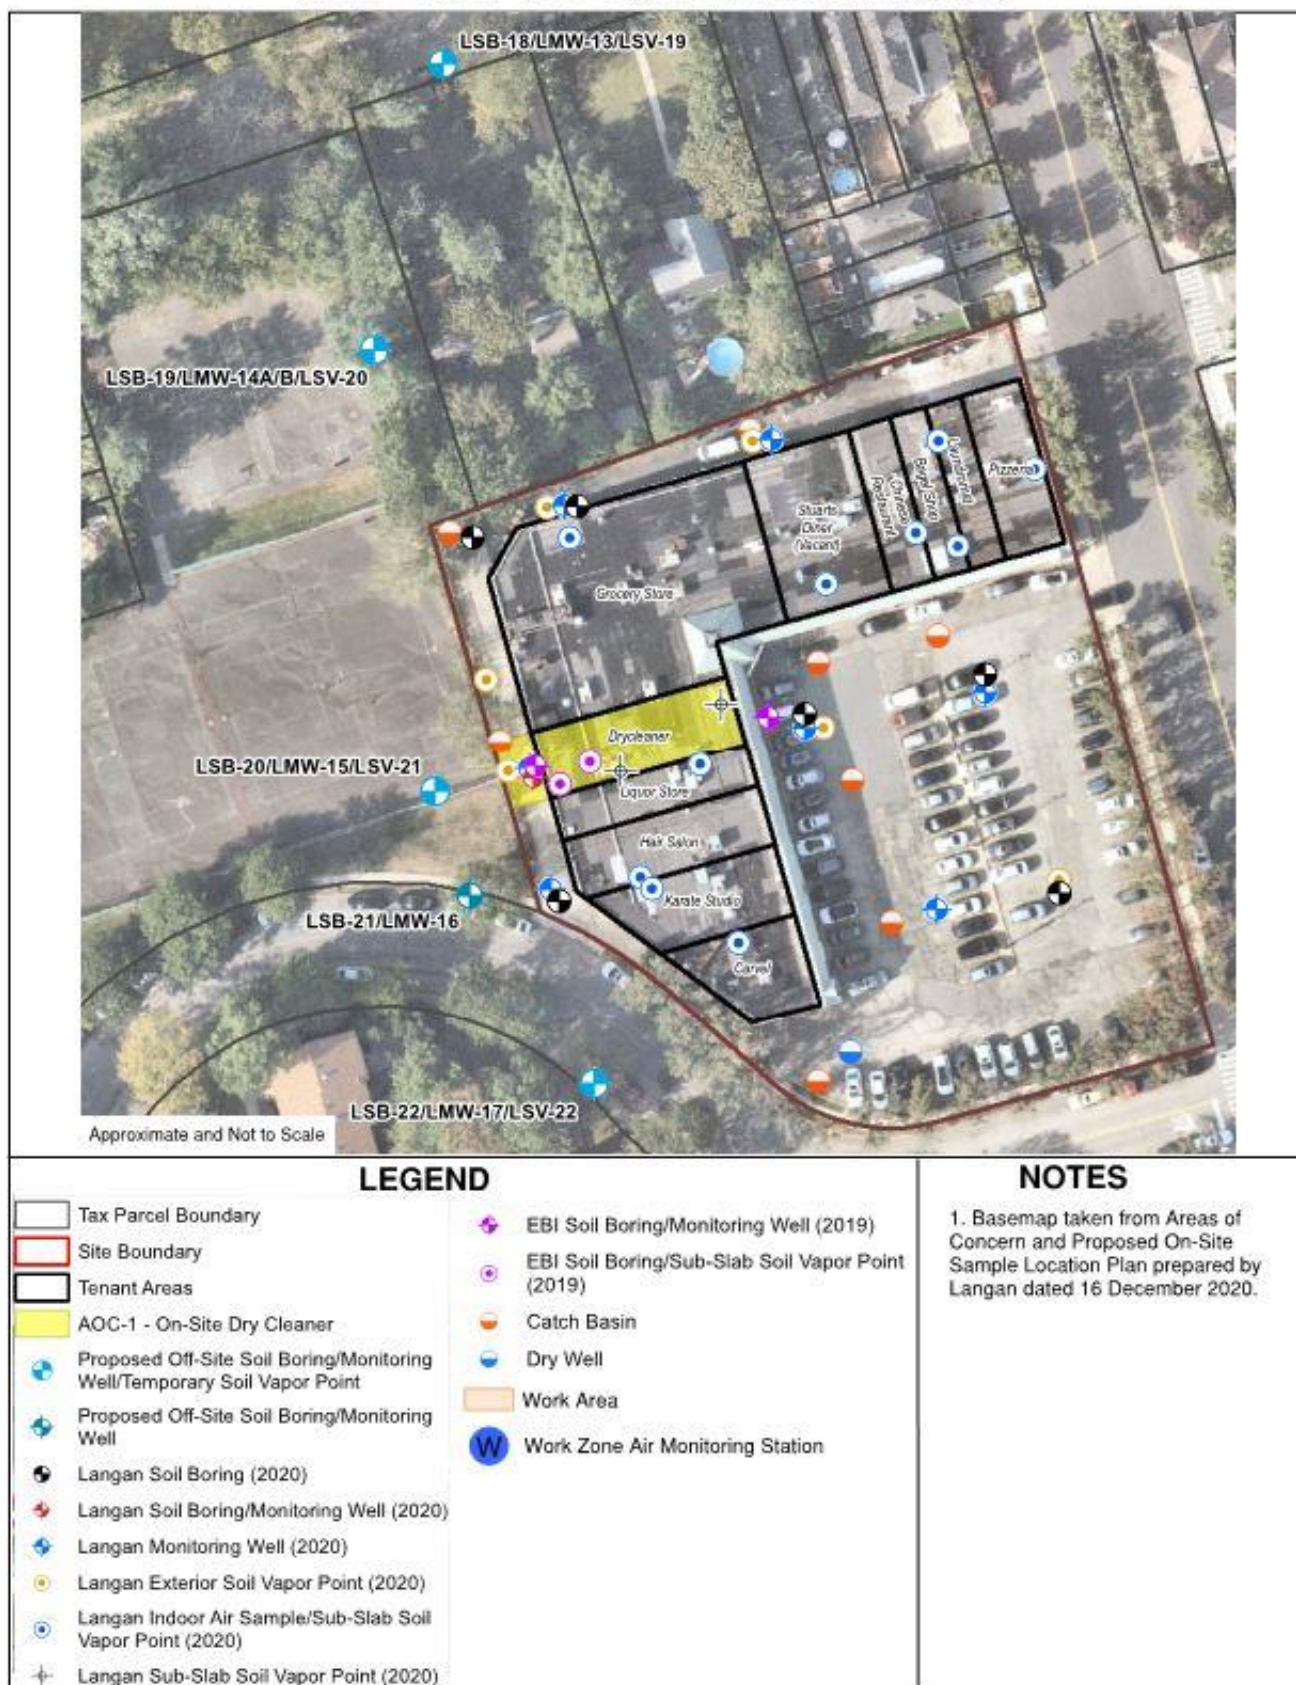 LSB-18/LMW-13/LSV-19
LSB-19/LMW-14A/B/LSV-20
Pizzeria
Laundromat
Bagel Shop
Chinese
Restaurant
Stuarts
Diner
(Vacant)
Grocery Store
Drycleaner
LSB-20/LMW-15/LSV-21
Liquor Store
Hair Salon
Karate Studio
LSB-21/LMW-16
Carvel
LSB-22/LMW-17/LSV-22
Approximate and Not to Scale
LEGEND
Tax Parcel Boundary
Site Boundary
Tenant Areas
AOC-1 - On-Site Dry Cleaner
Proposed Off-Site Soil Boring/Monitoring
Well/Temporary Soil Vapor Point
Proposed Off-Site Soil Boring/Monitoring
Well
Langan Soil Boring (2020)
Langan Soil Boring/Monitoring Well (2020)
Langan Monitoring Well (2020)
Langan Exterior Soil Vapor Point (2020)
Langan Indoor Air Sample/Sub-Slab Soil
Vapor Point (2020)
Langan Sub-Slab Soil Vapor Point (2020)
EBI Soil Boring/Monitoring Well (2019)
EBI Soil Boring/Sub-Slab Soil Vapor Point
(2019)
Catch Basin
Dry Well
Work Area
W
Work Zone Air Monitoring Station
NOTES
1. Basemap taken from Areas of
Concern and Proposed On-Site
Sample Location Plan prepared by
Langan dated 16 December 2020.